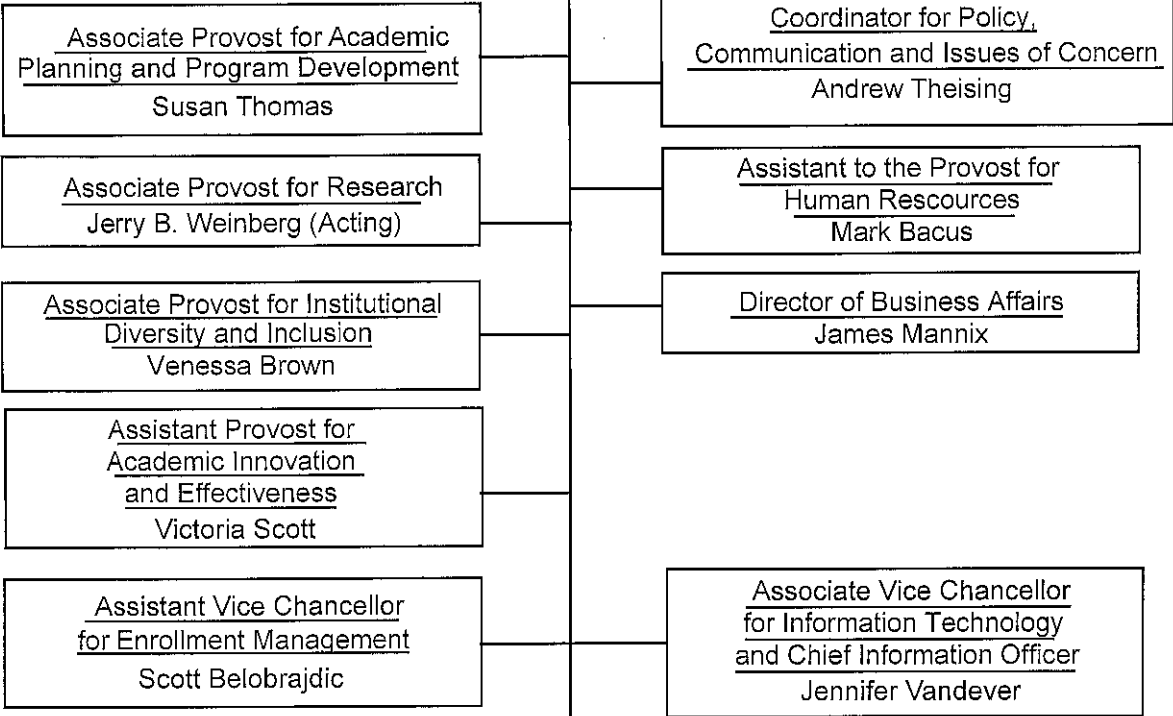 Associate Provost for Academic
Planning and Program Development
Susan Thomas
Coordinator for Policy,
Communication and Issues of Concern
Andrew Theising
Associate Provost for Research
Jerry B. Weinberg (Acting)
Assistant to the Provost for
Human Rescources
Mark Bacus
Associate Provost for Institutional
Diversity and Inclusion
Venessa Brown
Director of Business Affairs
James Mannix
Assistant Provost for
Academic Innovation
and Effectiveness
Victoria Scott
Assistant Vice Chancellor
for Enrollment Management
Scott Belobrajdic
Associate Vice Chancellor
for Information Technology
and Chief Information Officer
Jennifer Vandever